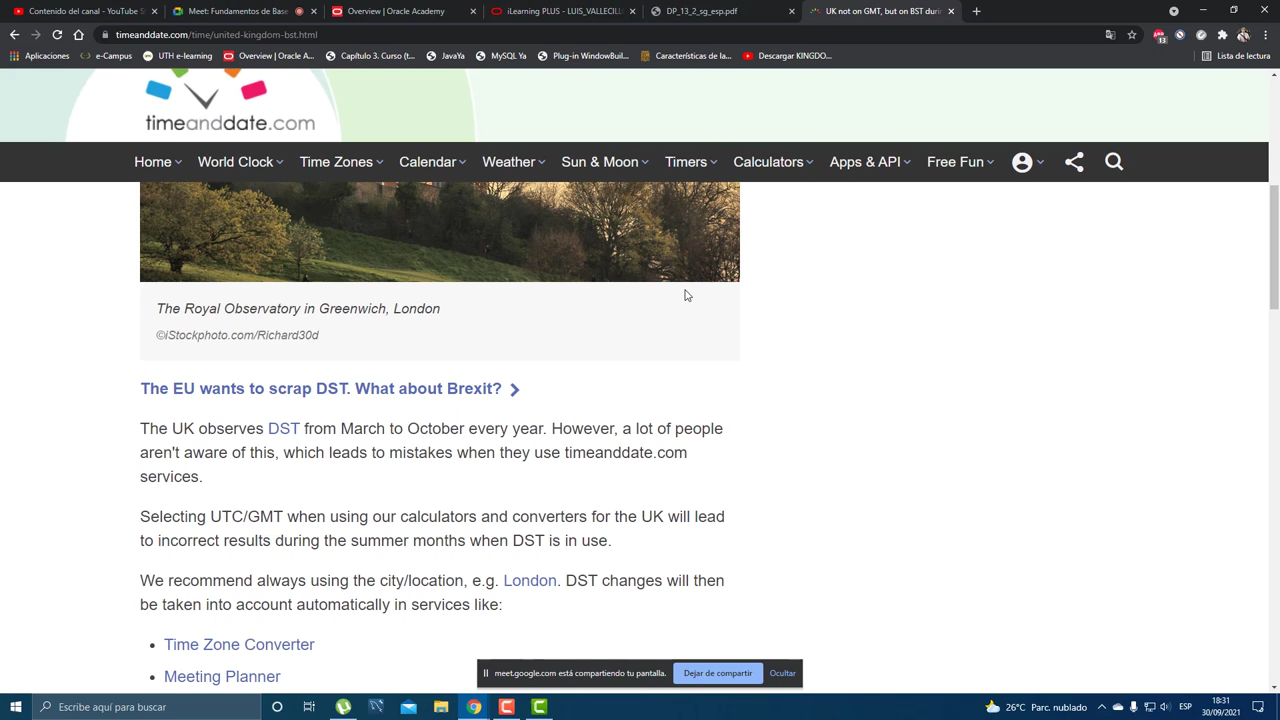 Contenido del canal - YouTube S
Meet: Fundamentos de Base
Overview | Oracle Academy
iLearning PLUS - LUIS_VALLECIL
DP_13_2_sg_esp.pdf
UK not on GMT, but on BST duri
timeanddate.com/time/united-kingdom-bst.html
13
Aplicaciones
e-Campus
UTH e-learning
Overview | Oracle A...
Capítulo 3. Curso (t...
JavaYa
MySQL Ya
Plug-in WindowBuil...
Características de la...
Descargar KINGDO...
Lista de lectura
timeanddate.com
Home World Clock Time Zones Calendar Weather Sun & Moon Timers Calculators Apps & API Free Fun
The Royal Observatory in Greenwich, London
©iStockphoto.com/Richard30d
The EU wants to scrap DST. What about Brexit?
The UK observes DST from March to October every year. However, a lot of people
aren't aware of this, which leads to mistakes when they use timeanddate.com
services.
Selecting UTC/GMT when using our calculators and converters for the UK will lead
to incorrect results during the summer months when DST is in use.
We recommend always using the city/location, e.g. London. DST changes will then
be taken into account automatically in services like:
• Time Zone Converter
• Meeting Planner
meet.google.com está compartiendo tu pantalla.
Dejar de compartir
Ocultar
Escribe aquí para buscar
26°C Parc. nublado
ESP
18:31
30/09/2021